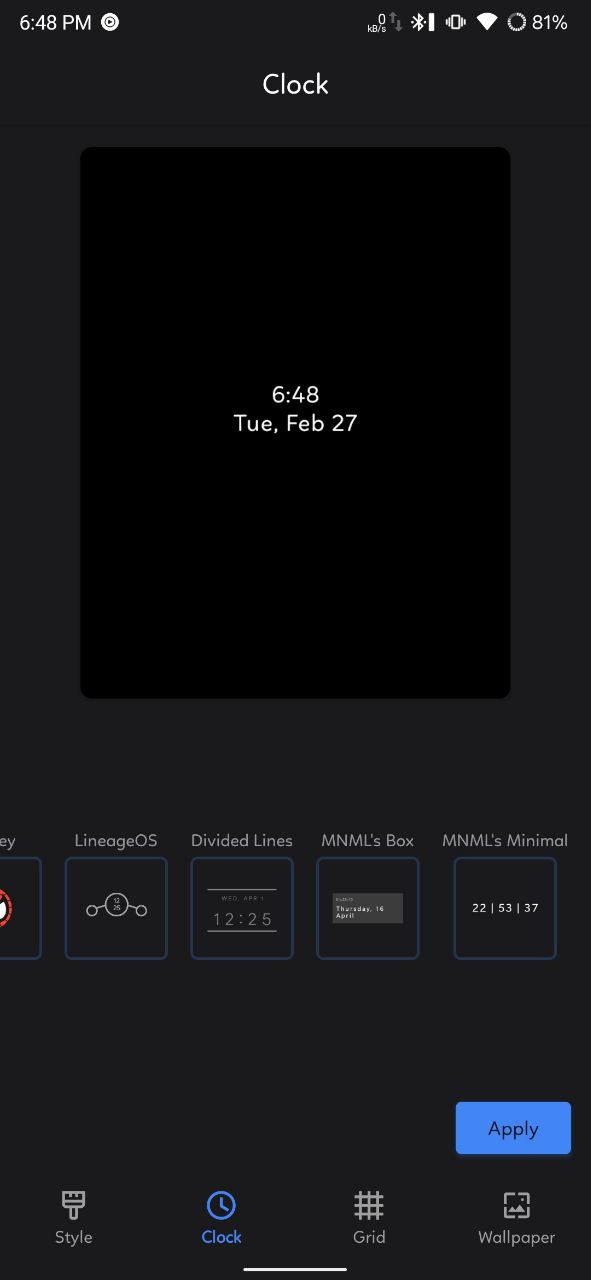 6:48 PM
0
kB/s
81%
Clock
6:48
Tue, Feb 27
ey
LineageOS
Divided Lines
MNML's Box
MNML's Minimal
12
25
WED, APR 1
12:25
Thursday, 16
April
22 | 53 | 37
Apply
Style
Clock
Grid
Wallpaper